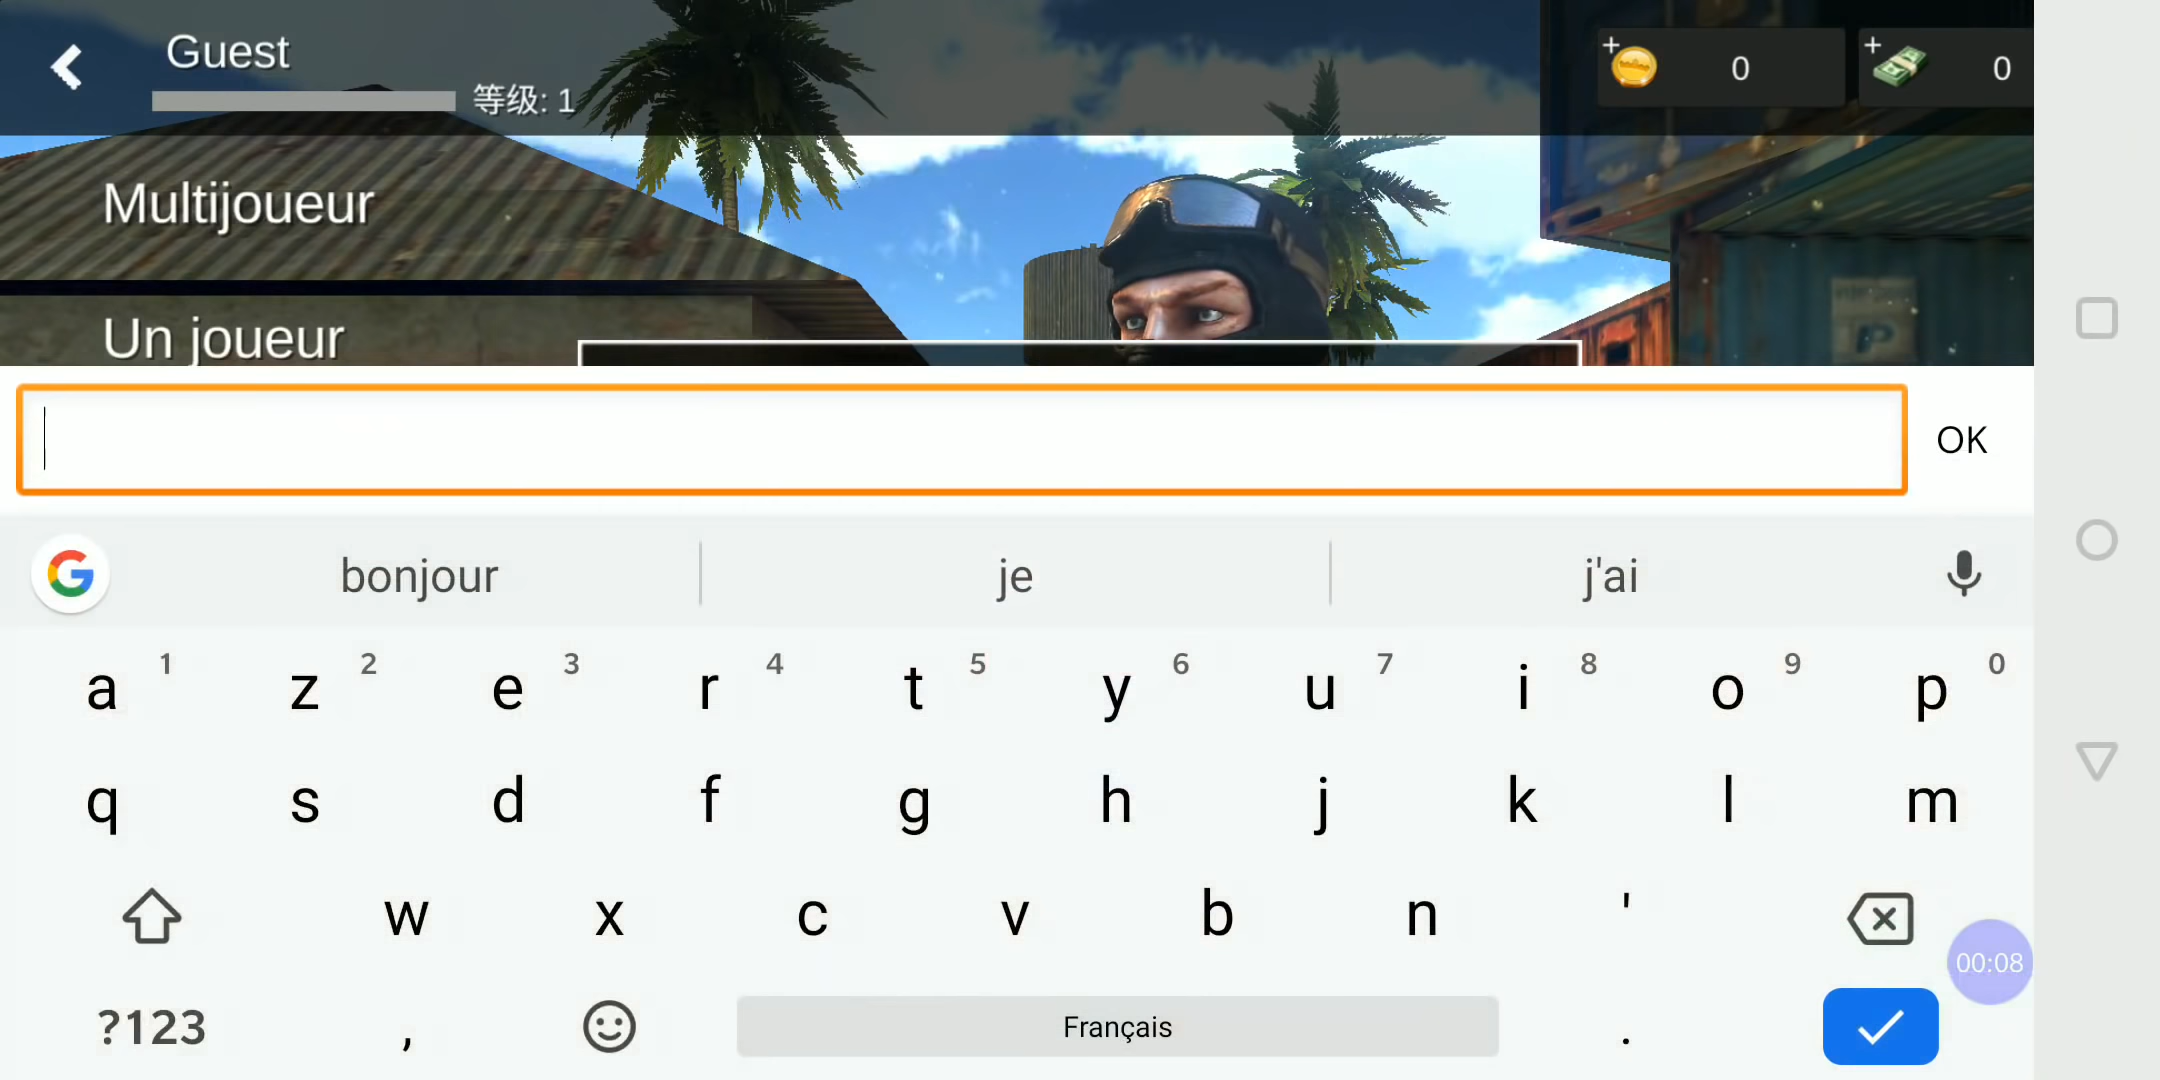 Guest
等级: 1
+ 0
+ 0
Multijoueur
Un joueur
OK
bonjour je j'ai
a 1 z 2 e 3 r 4 t 5 y 6 u 7 i 8 o 9 p 0
q s d f g h j k l m
w x c v b n '
00:08
?123 , Français .